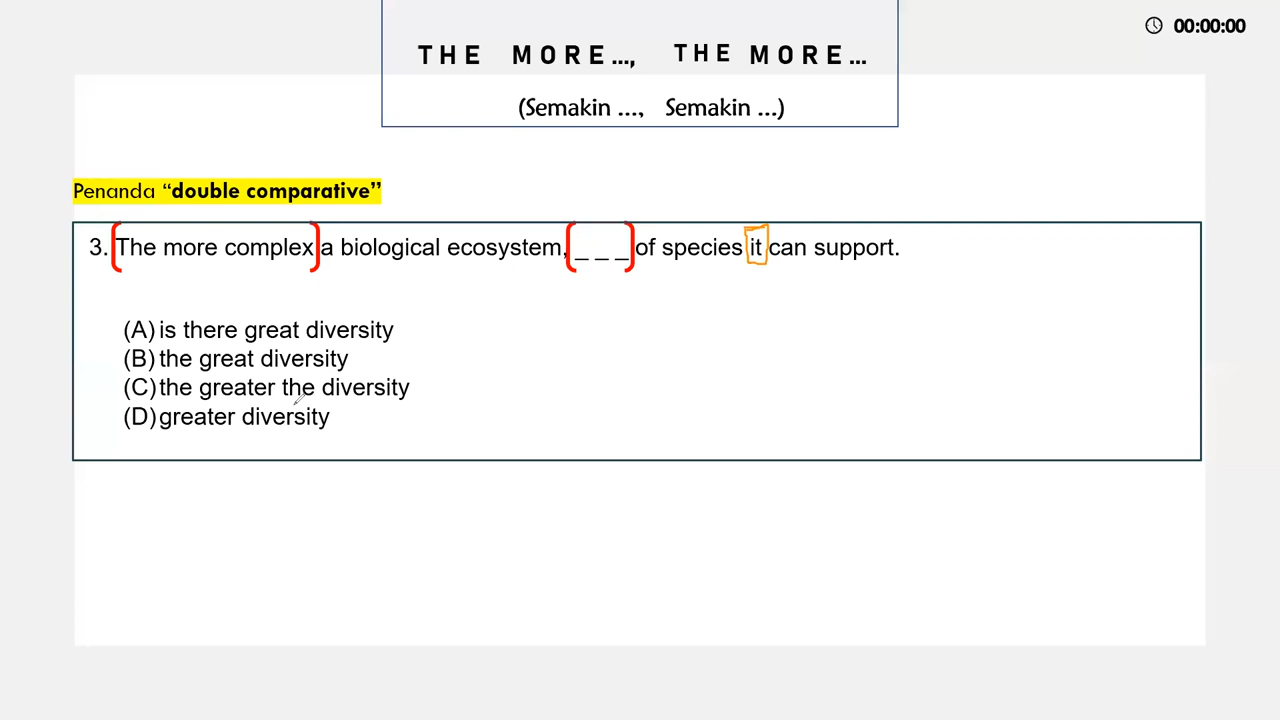 00:00:00
THE MORE…, THE MORE…
(Semakin …, Semakin …)
Penanda “double comparative”
3. The more complex a biological ecosystem, _ _ _ of species it can support.
(A) is there great diversity
(B) the great diversity
(C) the greater the diversity
(D) greater diversity